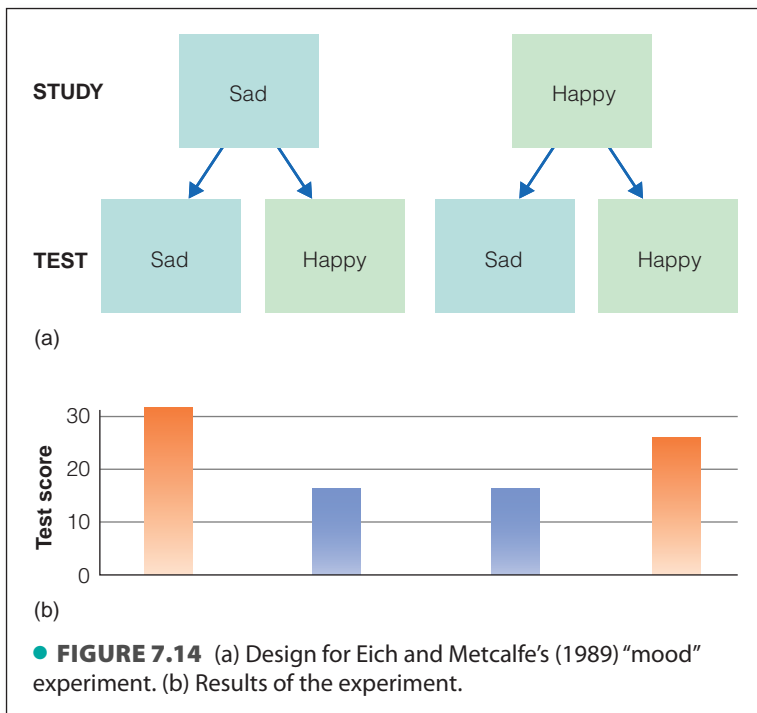 STUDY
Sad
Happy
TEST
Sad
Happy
Sad
Happy
(a)
Test score
30
20
10
0
(b)
● FIGURE 7.14 (a) Design for Eich and Metcalfe's (1989) “mood”
experiment. (b) Results of the experiment.